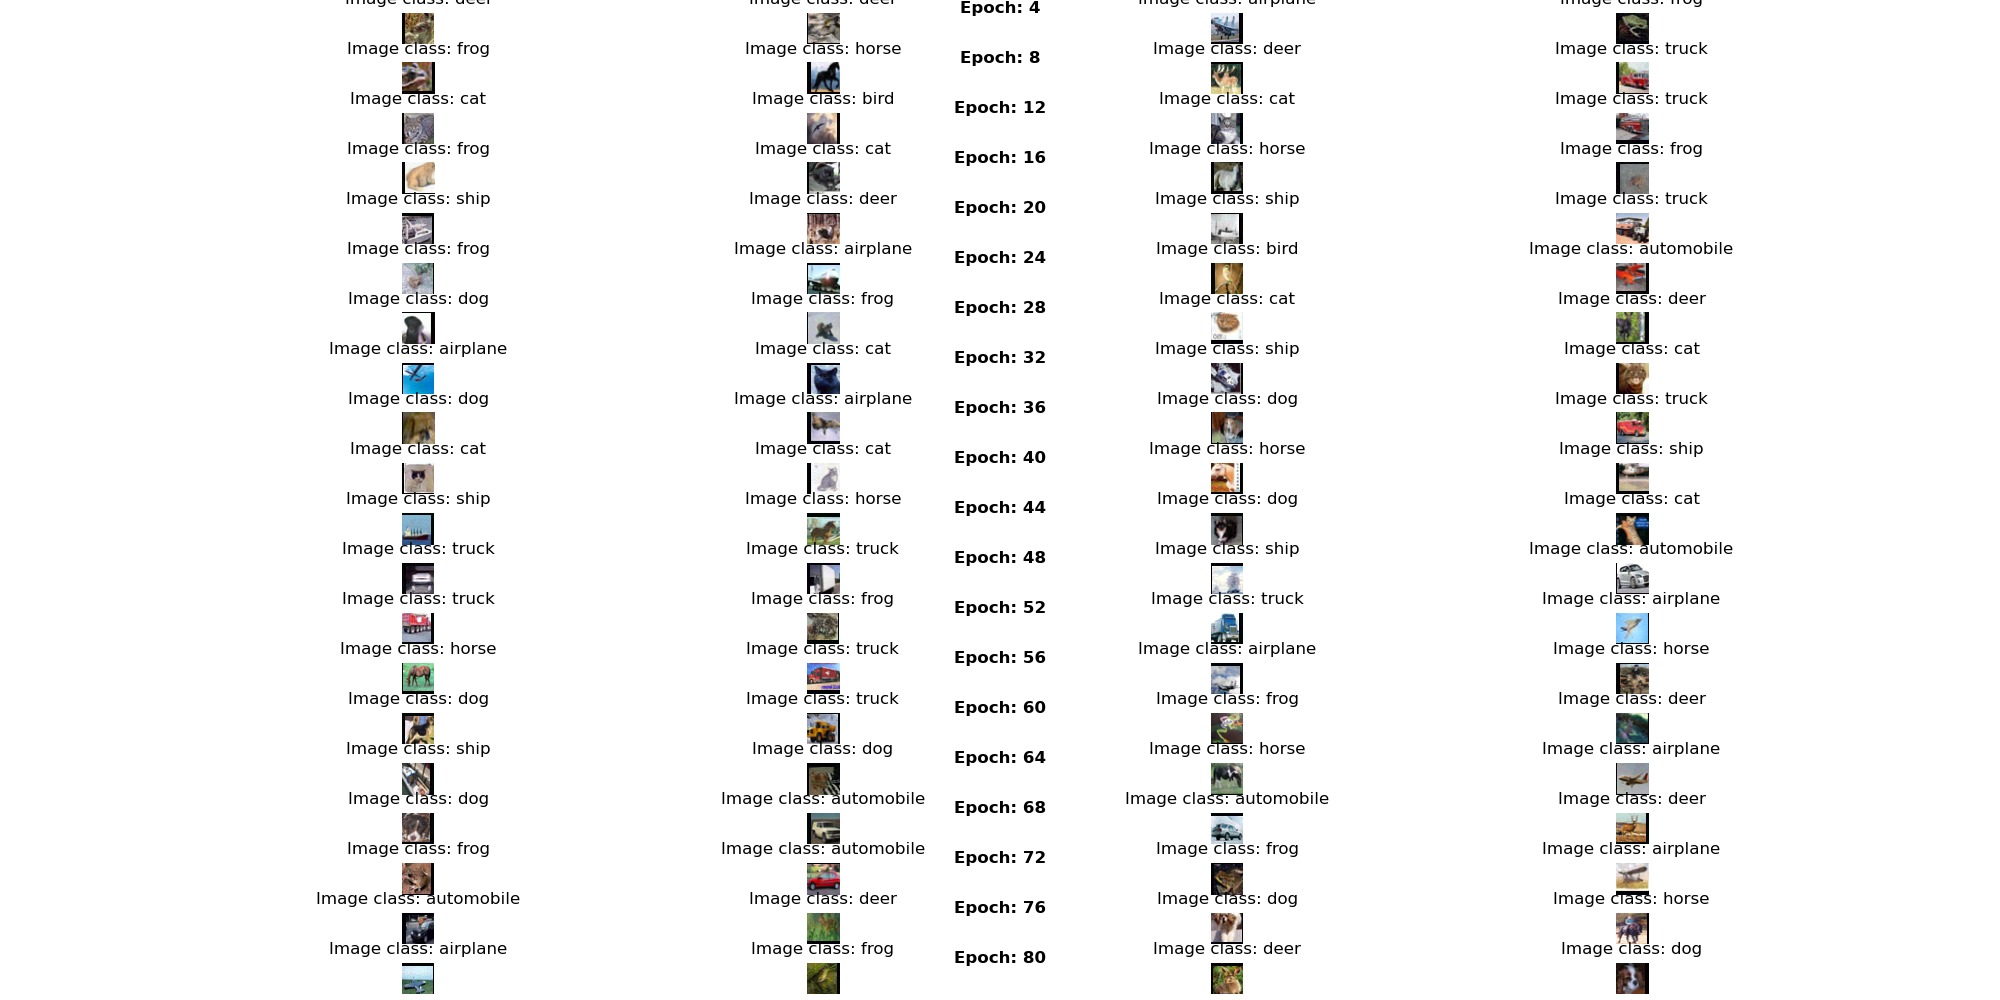 Image class: deer Image class: deer Image class: airplane Image class: frog
Epoch: 4
Image class: frog Image class: horse Image class: deer Image class: truck
Epoch: 8
Image class: cat Image class: bird Image class: cat Image class: truck
Epoch: 12
Image class: frog Image class: cat Image class: horse Image class: frog
Epoch: 16
Image class: ship Image class: deer Image class: ship Image class: truck
Epoch: 20
Image class: frog Image class: airplane Image class: bird Image class: automobile
Epoch: 24
Image class: dog Image class: frog Image class: cat Image class: deer
Epoch: 28
Image class: airplane Image class: cat Image class: ship Image class: cat
Epoch: 32
Image class: dog Image class: airplane Image class: dog Image class: truck
Epoch: 36
Image class: cat Image class: cat Image class: horse Image class: ship
Epoch: 40
Image class: ship Image class: horse Image class: dog Image class: cat
Epoch: 44
Image class: truck Image class: truck Image class: ship Image class: automobile
Epoch: 48
Image class: truck Image class: frog Image class: truck Image class: airplane
Epoch: 52
Image class: horse Image class: truck Image class: airplane Image class: horse
Epoch: 56
Image class: dog Image class: truck Image class: frog Image class: deer
Epoch: 60
Image class: ship Image class: dog Image class: horse Image class: airplane
Epoch: 64
Image class: dog Image class: automobile Image class: automobile Image class: deer
Epoch: 68
Image class: frog Image class: automobile Image class: frog Image class: airplane
Epoch: 72
Image class: automobile Image class: deer Image class: dog Image class: horse
Epoch: 76
Image class: airplane Image class: frog Image class: deer Image class: dog
Epoch: 80